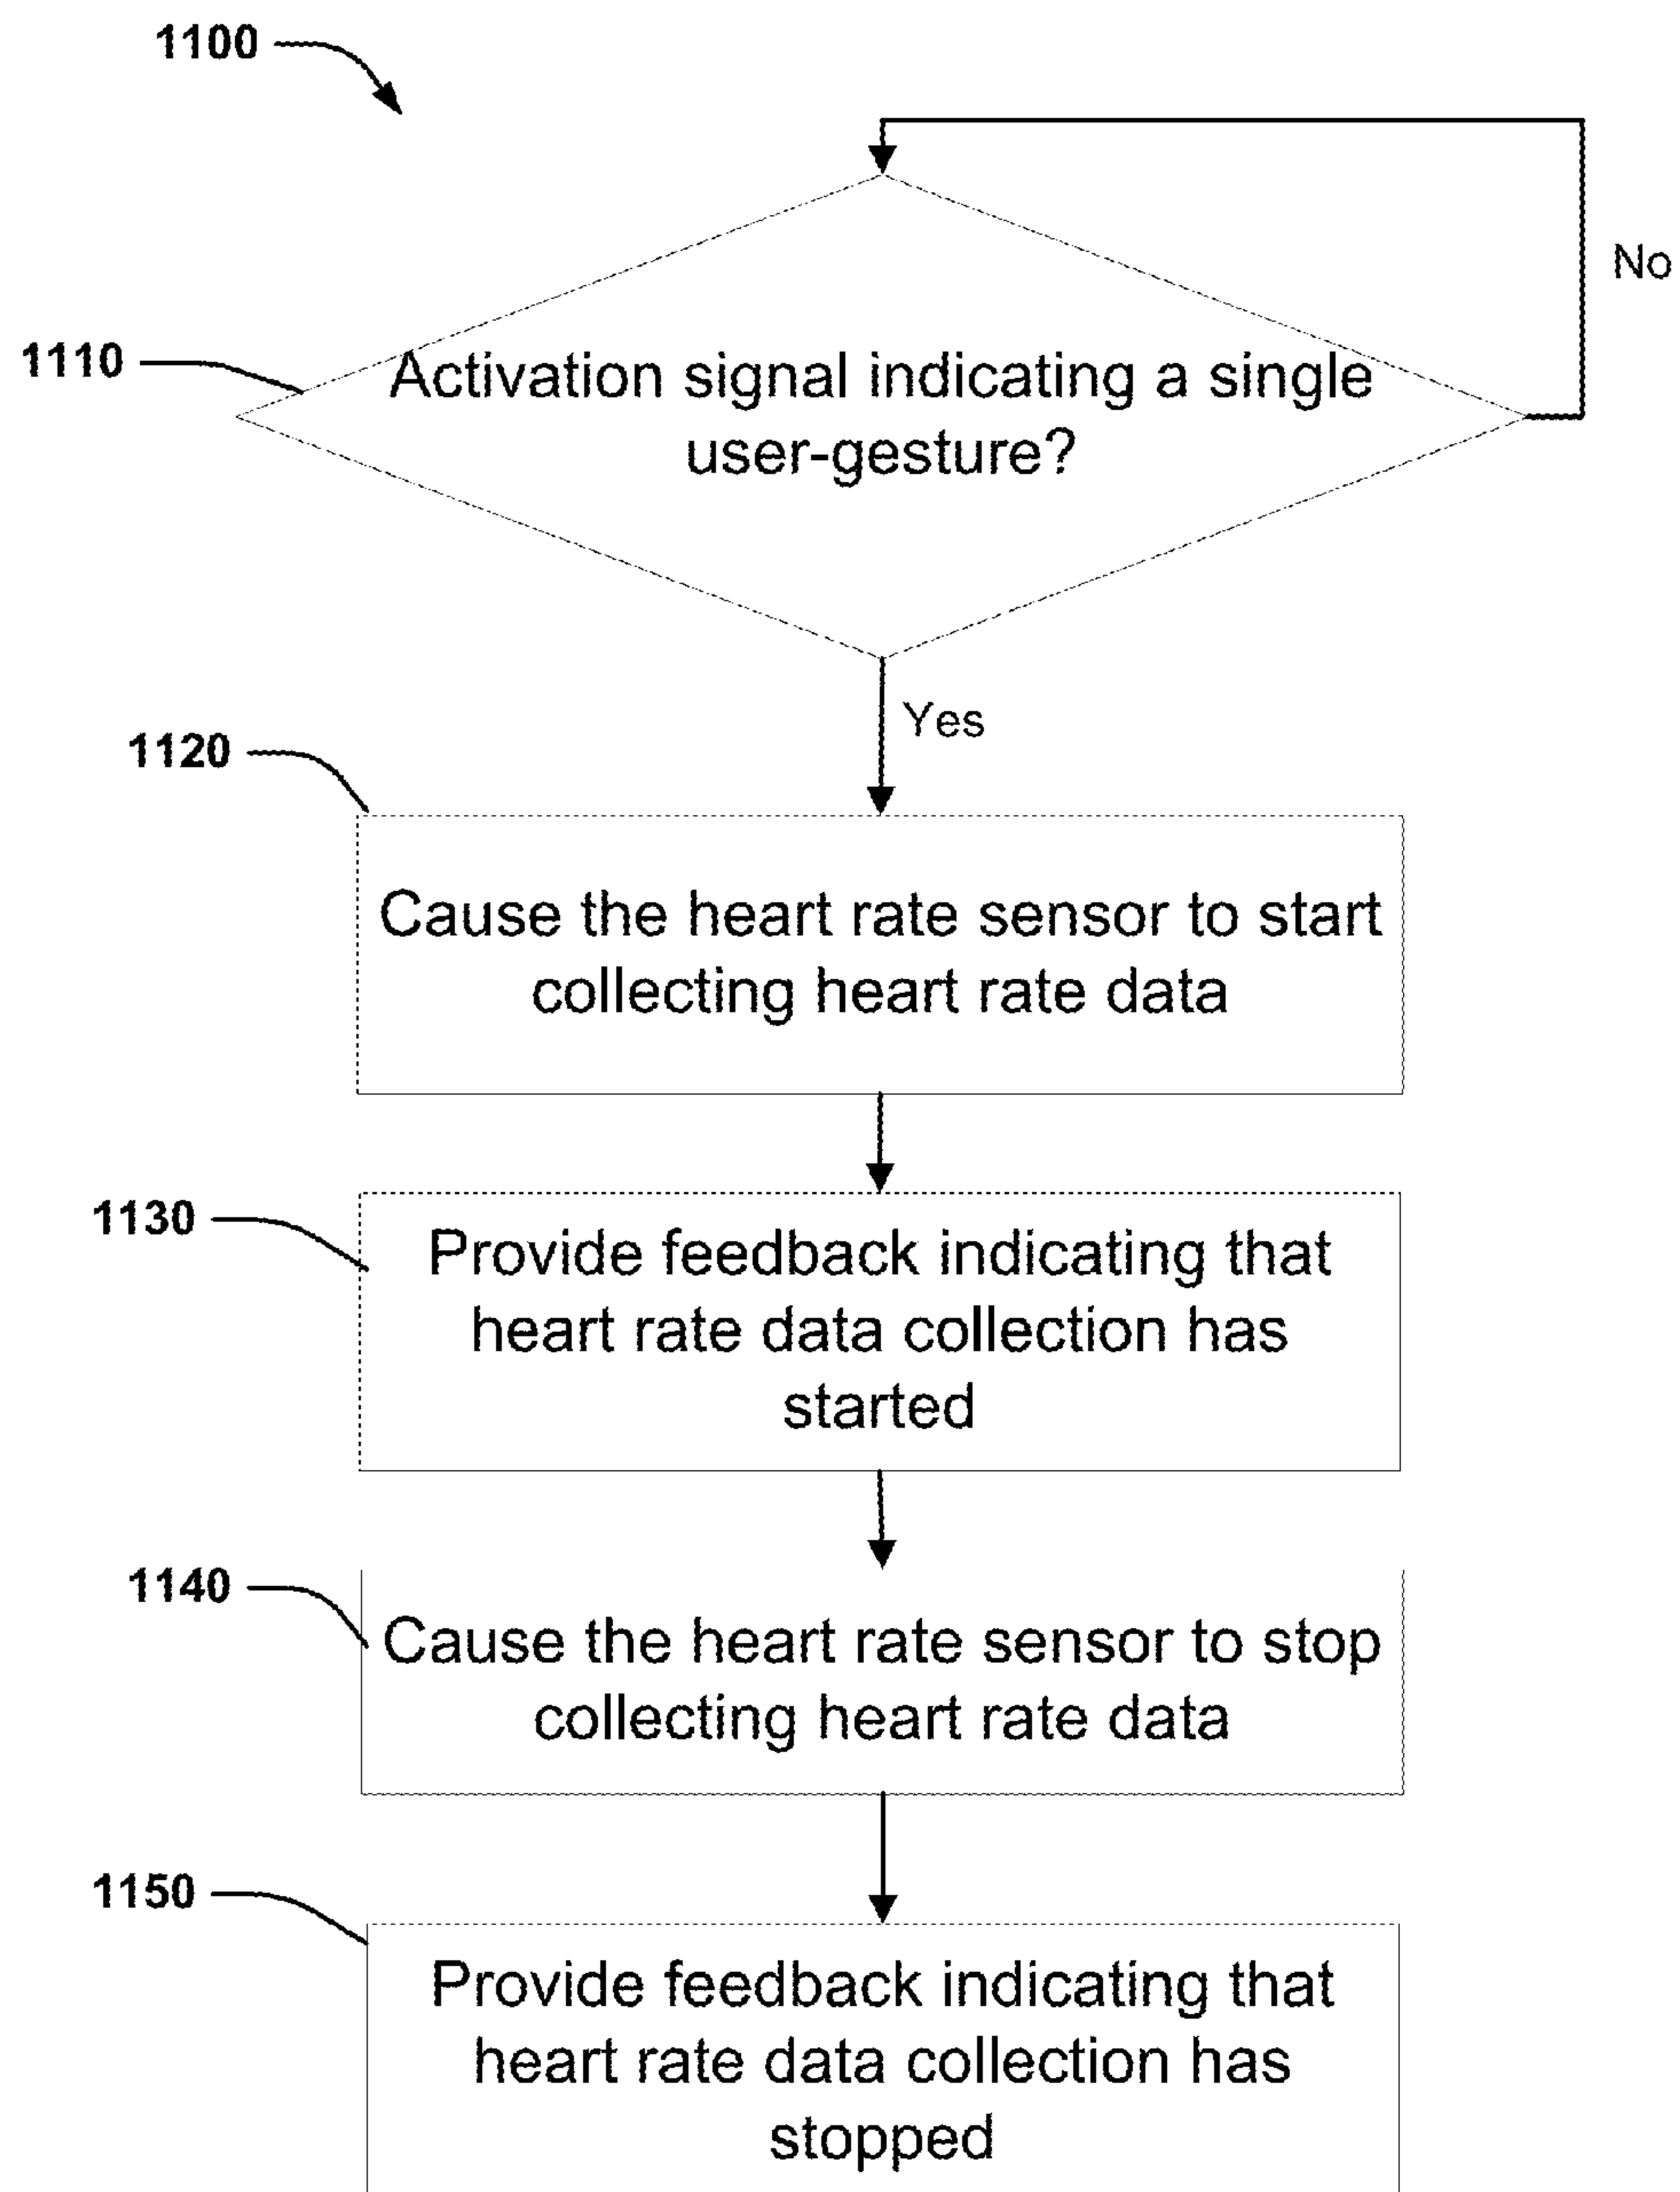 1100
No
1110
Activation signal indicating a single
user-gesture?
Yes
1120
Cause the heart rate sensor to start
collecting heart rate data
1130
Provide feedback indicating that
heart rate data collection has
started
1140
Cause the heart rate sensor to stop
collecting heart rate data
1150
Provide feedback indicating that
heart rate data collection has
stopped